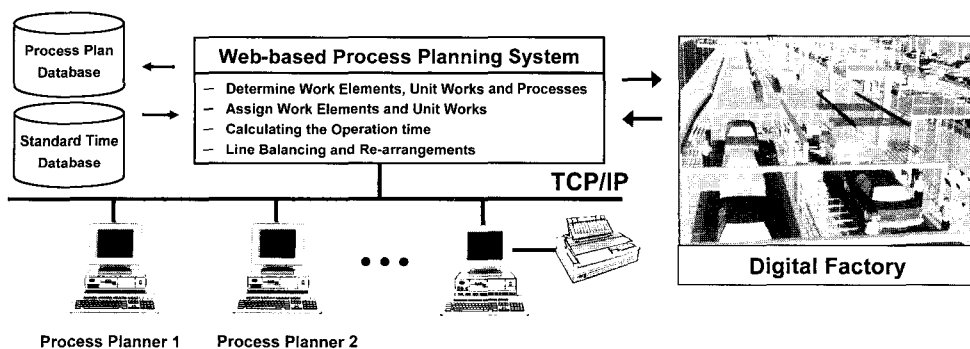 Process Plan
Database
Standard Time
Database
Web-based Process Planning System
– Determine Work Elements, Unit Works and Processes
– Assign Work Elements and Unit Works
– Calculating the Operation time
– Line Balancing and Re-arrangements
TCP/IP
Digital Factory
Process Planner 1
Process Planner 2